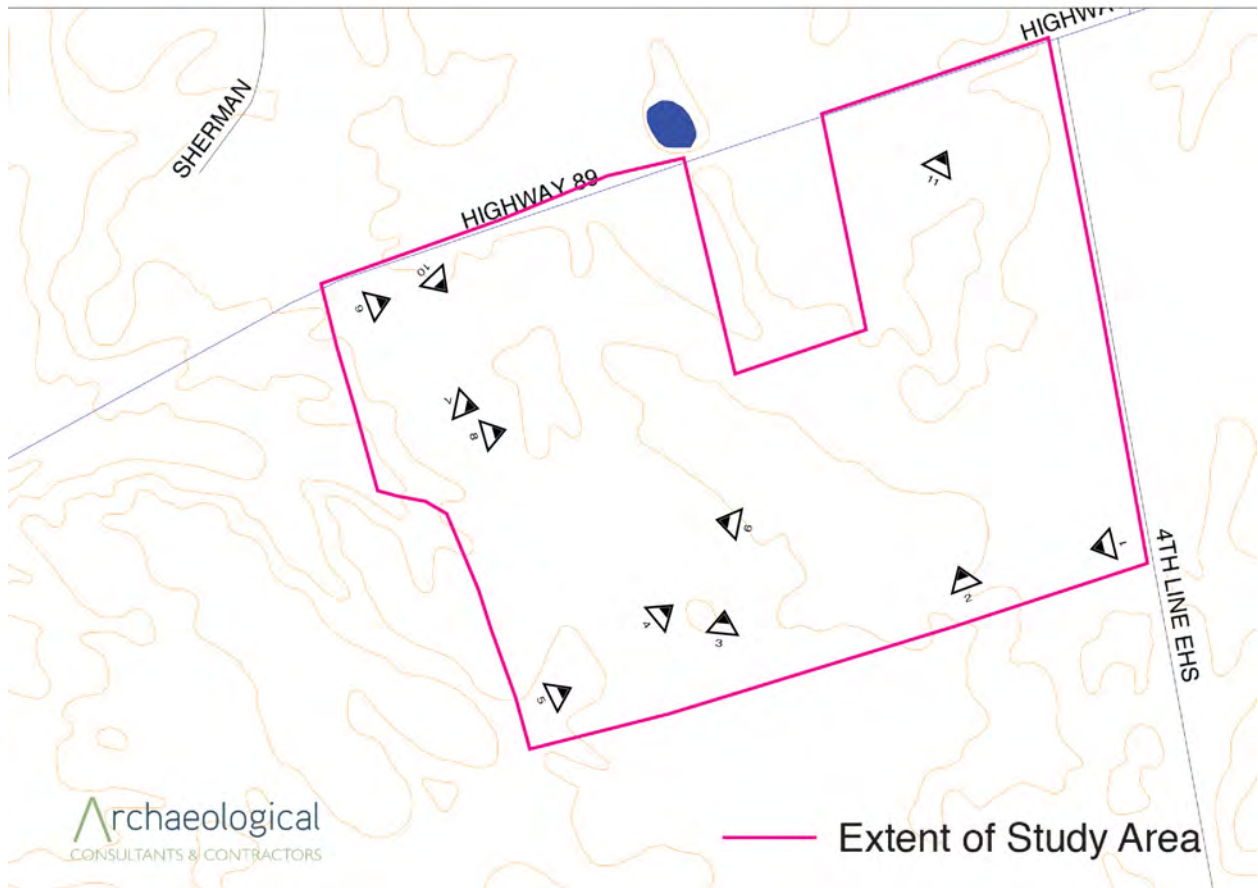 HIGHWA
SHERMAN
11
HIGHWAY 89
10
9
7
8
6
1
4TH LINE EHS
2
4
3
5
Archaeological
CONSULTANTS & CONTRACTORS
Extent of Study Area